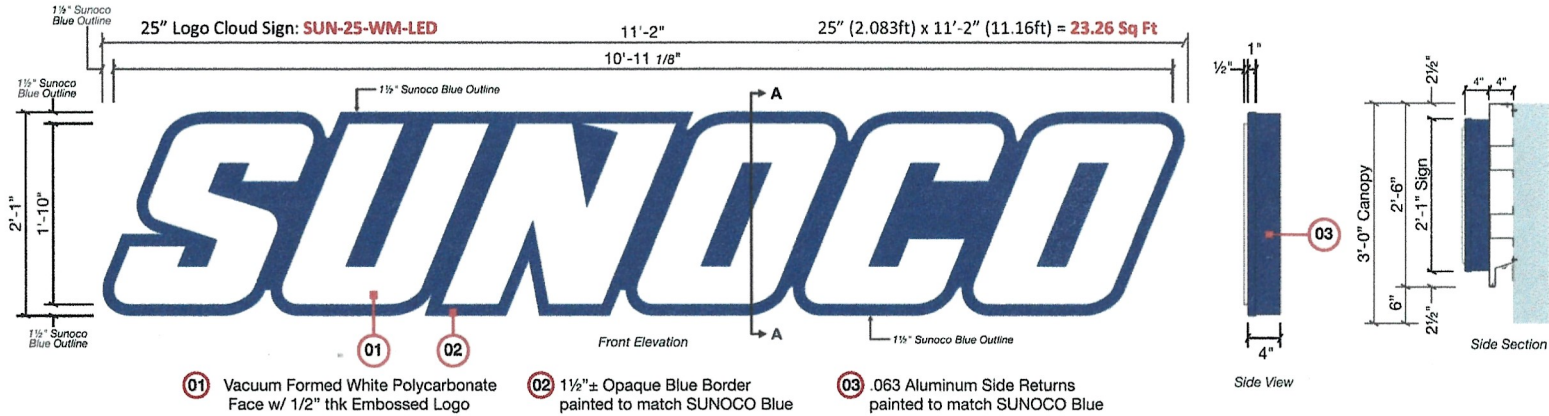 1½" Sunoco
Blue Outline
25" Logo Cloud Sign: SUN-25-WM-LED
11'-2"
25" (2.083ft) x 11'-2" (11.16ft) = 23.26 Sq Ft
10'-11 1/8"
1½" Sunoco
Blue Outline
1½" Sunoco Blue Outline
A
SUNOCO
2'-1"
1'-10"
1½" Sunoco
Blue Outline
01
02
Front Elevation
A
1½" Sunoco Blue Outline
½"
1"
03
4"
Side View
4"
4"
2½"
3'-0" Canopy
2'-6"
2'-1" Sign
6"
2½"
Side Section
01 Vacuum Formed White Polycarbonate
Face w/ 1/2" thk Embossed Logo
02 1½"± Opaque Blue Border
painted to match SUNOCO Blue
03 .063 Aluminum Side Returns
painted to match SUNOCO Blue